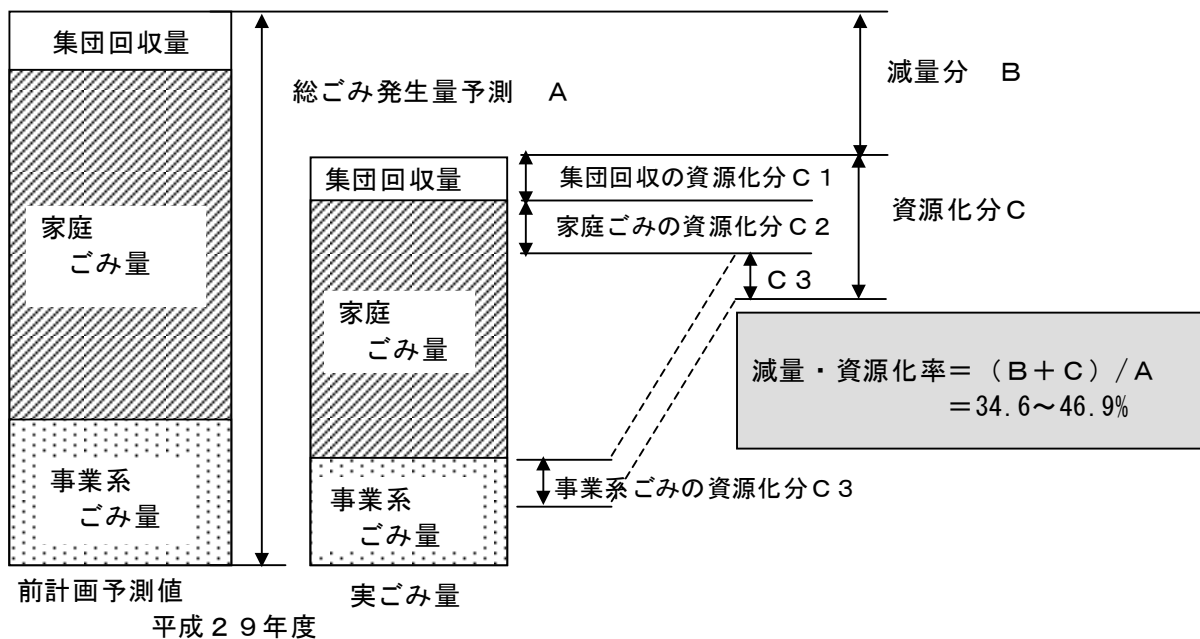 集団回収量
総ごみ発生量予測　Ａ
減量分　Ｂ
集団回収量
集団回収の資源化分Ｃ１
家庭
ごみ量
家庭ごみの資源化分Ｃ２
資源化分Ｃ
Ｃ３
家庭
ごみ量
減量・資源化率＝（Ｂ＋Ｃ）/Ａ
＝34.6～46.9%
事業系
ごみ量
事業系
ごみ量
事業系ごみの資源化分Ｃ３
前計画予測値
実ごみ量
平成２９年度